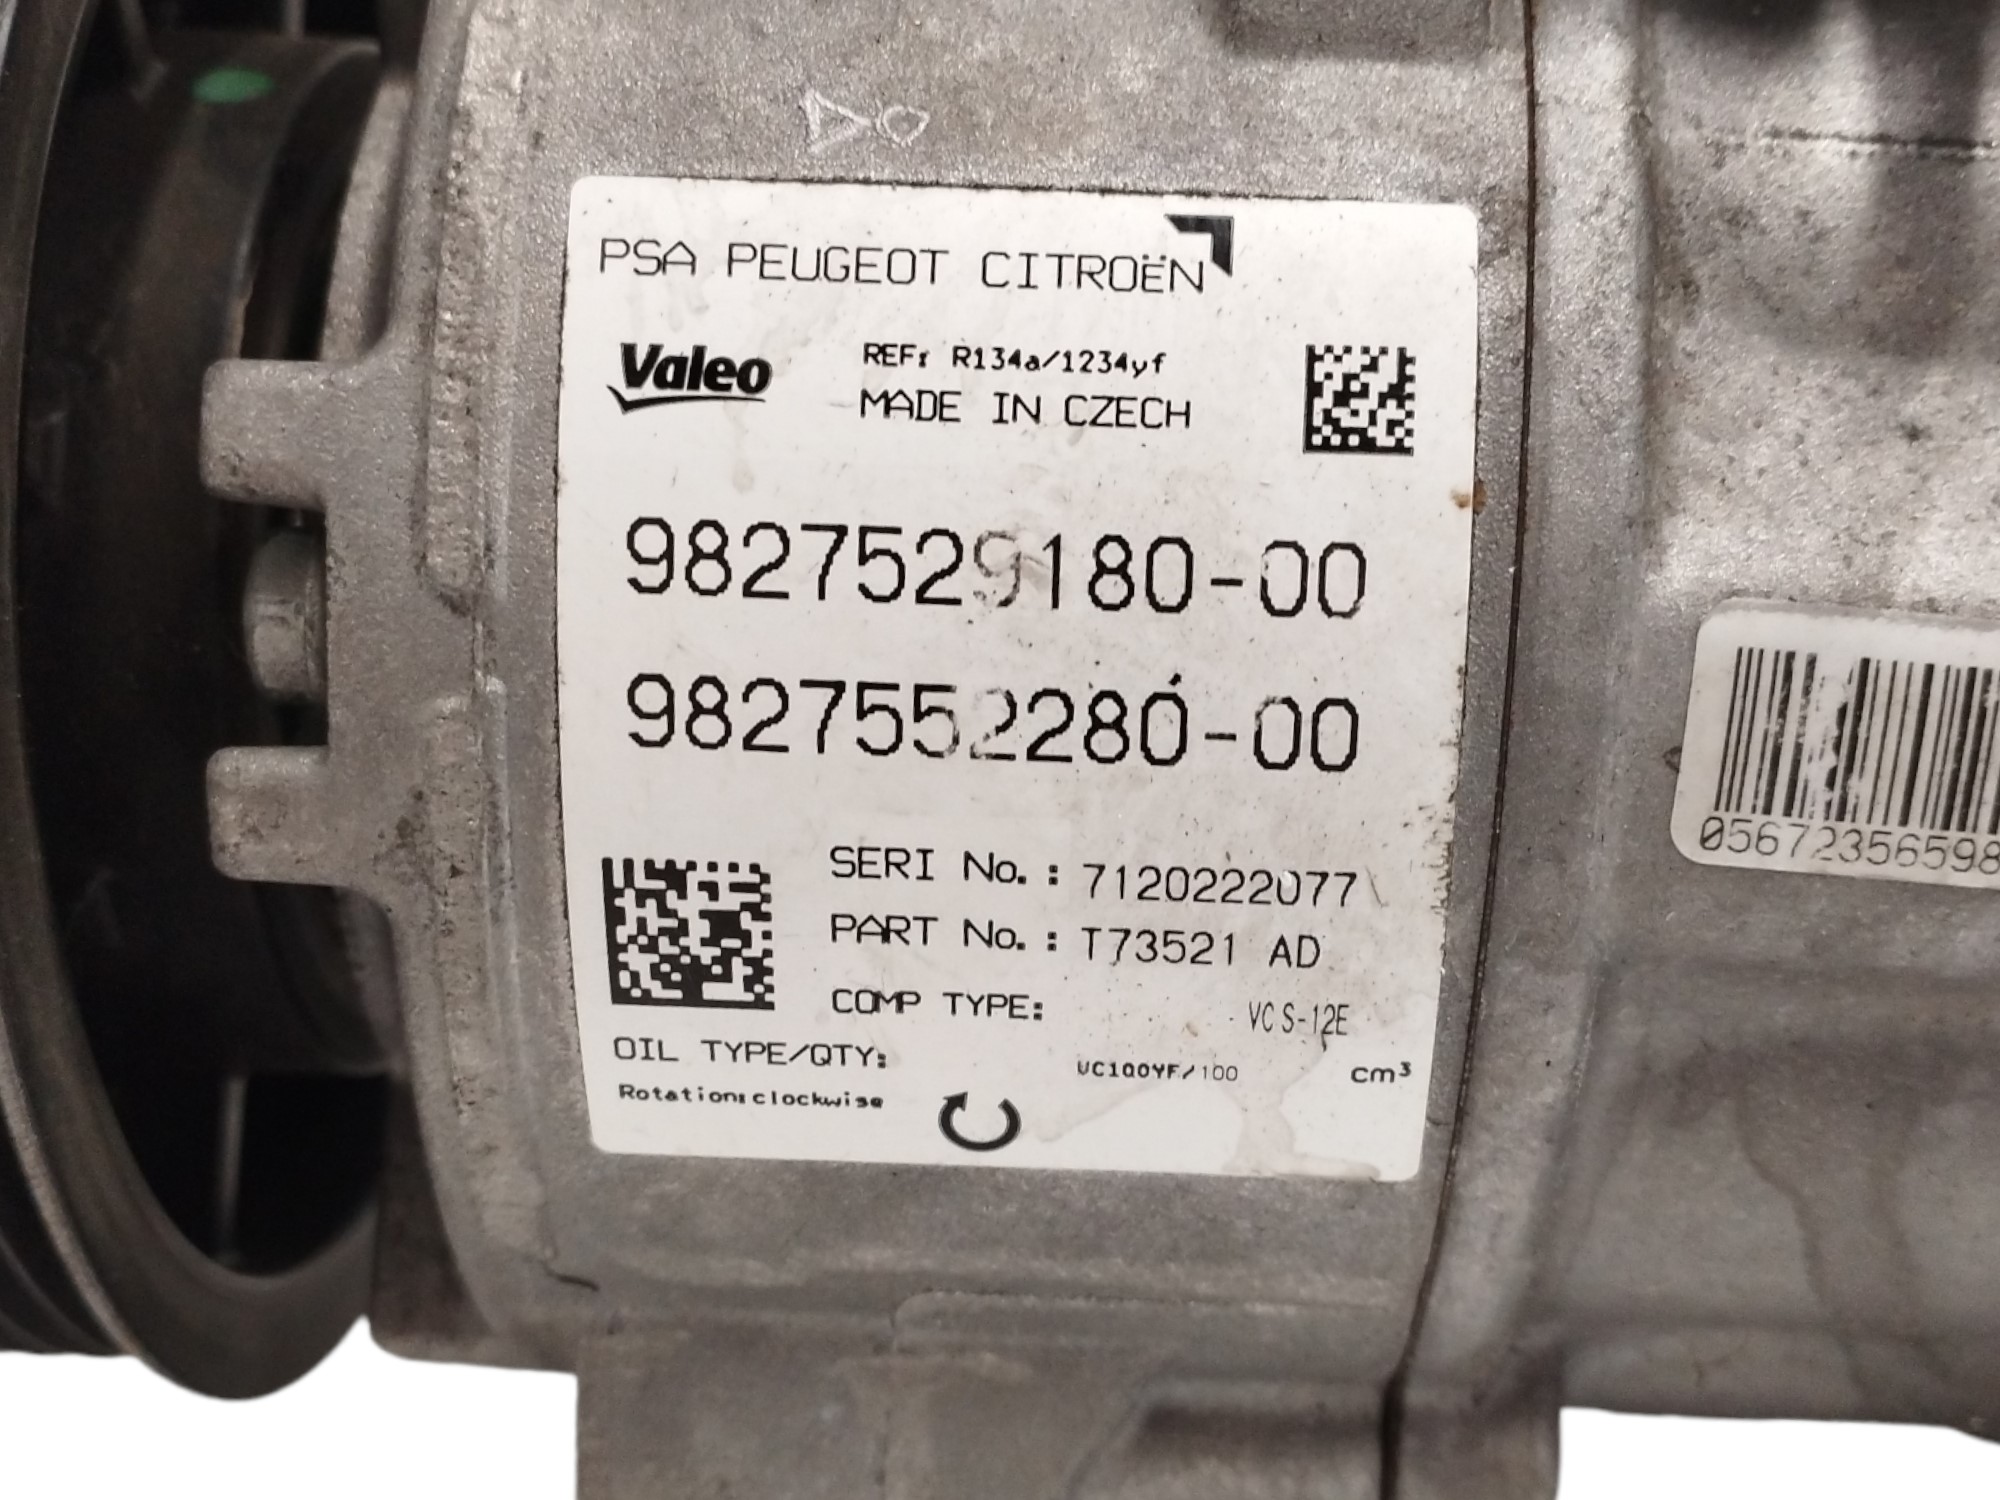 PSA PEUGEOT CITROËN
Valeo
REF: R134a/1234yf
MADE IN CZECH
9827529180-00
9827552280-00
SERI No.: 7120222077
PART No.: T73521 AD
COMP TYPE: VCS-12E
OIL TYPE/QTY: VC100YF/100 cm³
Rotation:clockwise
05672356598